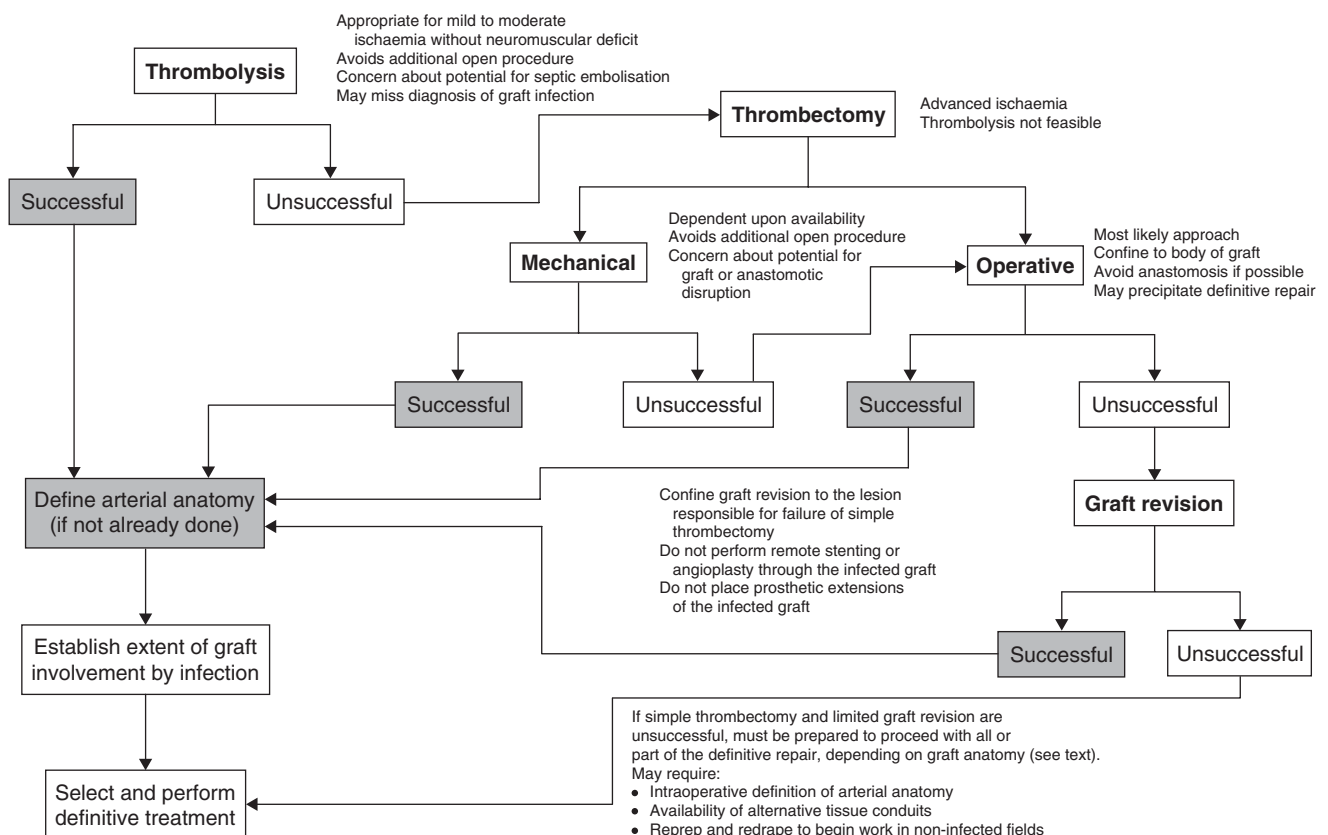 Appropriate for mild to moderate
ischaemia without neuromuscular deficit
Avoids additional open procedure
Concern about potential for septic embolisation
May miss diagnosis of graft infection
Thrombolysis
Thrombectomy
Advanced ischaemia
Thrombolysis not feasible
Successful
Unsuccessful
Dependent upon availability
Avoids additional open procedure
Concern about potential for
graft or anastomotic
disruption
Mechanical
Operative
Most likely approach
Confine to body of graft
Avoid anastomosis if possible
May precipitate definitive repair
Successful
Unsuccessful
Successful
Unsuccessful
Define arterial anatomy
(if not already done)
Confine graft revision to the lesion
responsible for failure of simple
thrombectomy
Do not perform remote stenting or
angioplasty through the infected graft
Do not place prosthetic extensions
of the infected graft
Graft revision
Establish extent of graft
involvement by infection
Successful
Unsuccessful
If simple thrombectomy and limited graft revision are
unsuccessful, must be prepared to proceed with all or
part of the definitive repair, depending on graft anatomy (see text).
May require:
• Intraoperative definition of arterial anatomy
• Availability of alternative tissue conduits
• Reprep and redrape to begin work in non-infected fields
Select and perform
definitive treatment